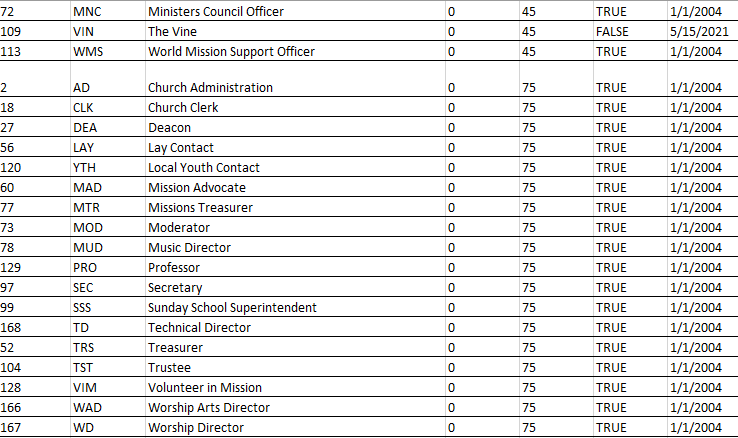 72 MNC Ministers Council Officer 0 45 TRUE 1/1/2004
109 VIN The Vine 0 45 FALSE 5/15/2021
113 WMS World Mission Support Officer 0 45 TRUE 1/1/2004
2 AD Church Administration 0 75 TRUE 1/1/2004
18 CLK Church Clerk 0 75 TRUE 1/1/2004
27 DEA Deacon 0 75 TRUE 1/1/2004
56 LAY Lay Contact 0 75 TRUE 1/1/2004
120 YTH Local Youth Contact 0 75 TRUE 1/1/2004
60 MAD Mission Advocate 0 75 TRUE 1/1/2004
77 MTR Missions Treasurer 0 75 TRUE 1/1/2004
73 MOD Moderator 0 75 TRUE 1/1/2004
78 MUD Music Director 0 75 TRUE 1/1/2004
129 PRO Professor 0 75 TRUE 1/1/2004
97 SEC Secretary 0 75 TRUE 1/1/2004
99 SSS Sunday School Superintendent 0 75 TRUE 1/1/2004
168 TD Technical Director 0 75 TRUE 1/1/2004
52 TRS Treasurer 0 75 TRUE 1/1/2004
104 TST Trustee 0 75 TRUE 1/1/2004
128 VIM Volunteer in Mission 0 75 TRUE 1/1/2004
166 WAD Worship Arts Director 0 75 TRUE 1/1/2004
167 WD Worship Director 0 75 TRUE 1/1/2004